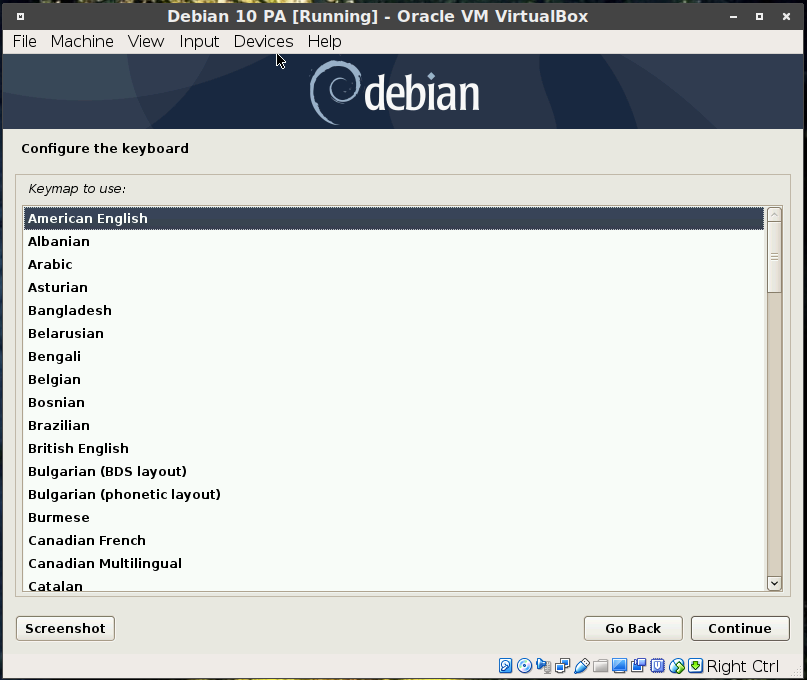 Debian 10 PA [Running] - Oracle VM VirtualBox
File Machine View Input Devices Help
debian
Configure the keyboard
Keymap to use:
American English
Albanian
Arabic
Asturian
Bangladesh
Belarusian
Bengali
Belgian
Bosnian
Brazilian
British English
Bulgarian (BDS layout)
Bulgarian (phonetic layout)
Burmese
Canadian French
Canadian Multilingual
Catalan
Screenshot Go Back Continue
Right Ctrl